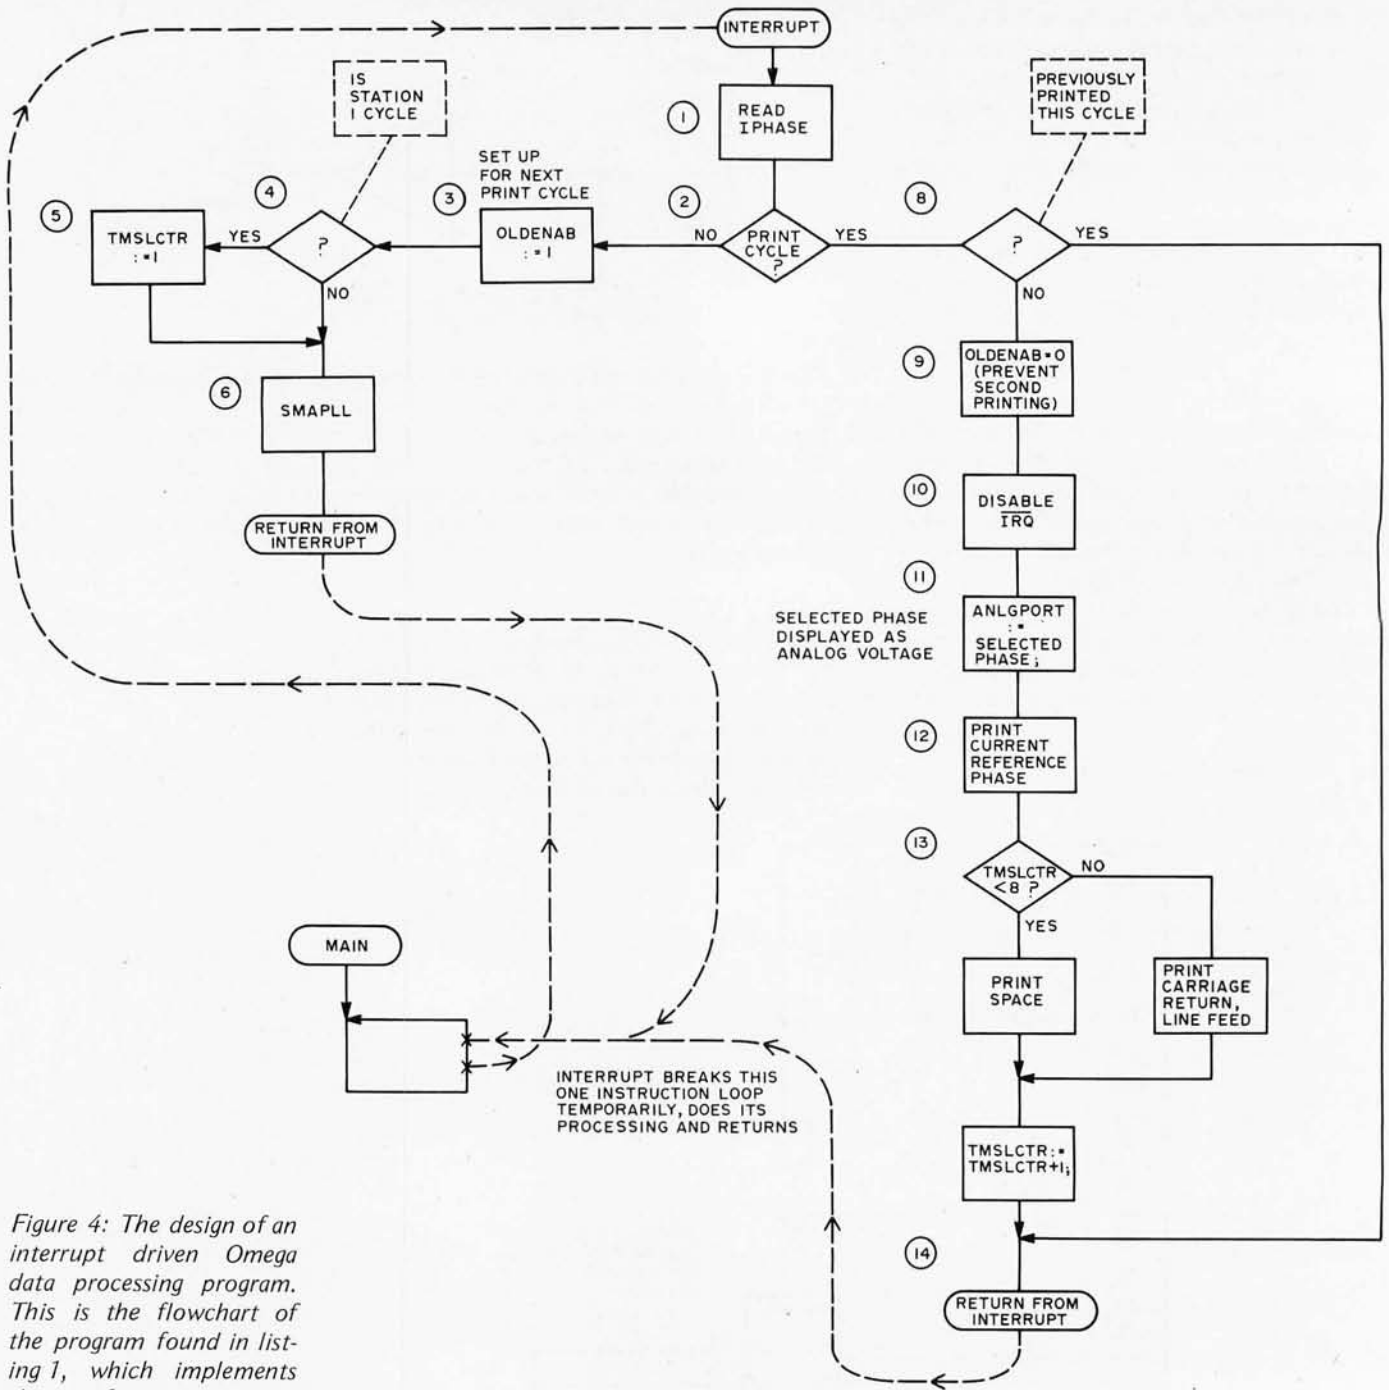 INTERRUPT
IS
STATION
1 CYCLE
PREVIOUSLY
PRINTED
THIS CYCLE
1
READ
IPHASE
SET UP
FOR NEXT
PRINT CYCLE
5
4
3
2
8
TMSLCTR
:=1
YES
?
OLDENAB
:=1
NO
PRINT
CYCLE
?
YES
?
YES
NO
NO
6
SMAPLL
9
OLDENAB=0
(PREVENT
SECOND
PRINTING)
10
DISABLE
IRQ
RETURN FROM
INTERRUPT
11
SELECTED PHASE
DISPLAYED AS
ANALOG VOLTAGE
ANLGPORT
:=
SELECTED
PHASE;
12
PRINT
CURRENT
REFERENCE
PHASE
13
TMSLCTR
<8 ?
NO
YES
MAIN
PRINT
SPACE
PRINT
CARRIAGE
RETURN,
LINE FEED
INTERRUPT BREAKS THIS
ONE INSTRUCTION LOOP
TEMPORARILY, DOES ITS
PROCESSING AND RETURNS
TMSLCTR:=
TMSLCTR+1;
14
RETURN FROM
INTERRUPT
Figure 4: The design of an
interrupt driven Omega
data processing program.
This is the flowchart of
the program found in list-
ing 1, which implements